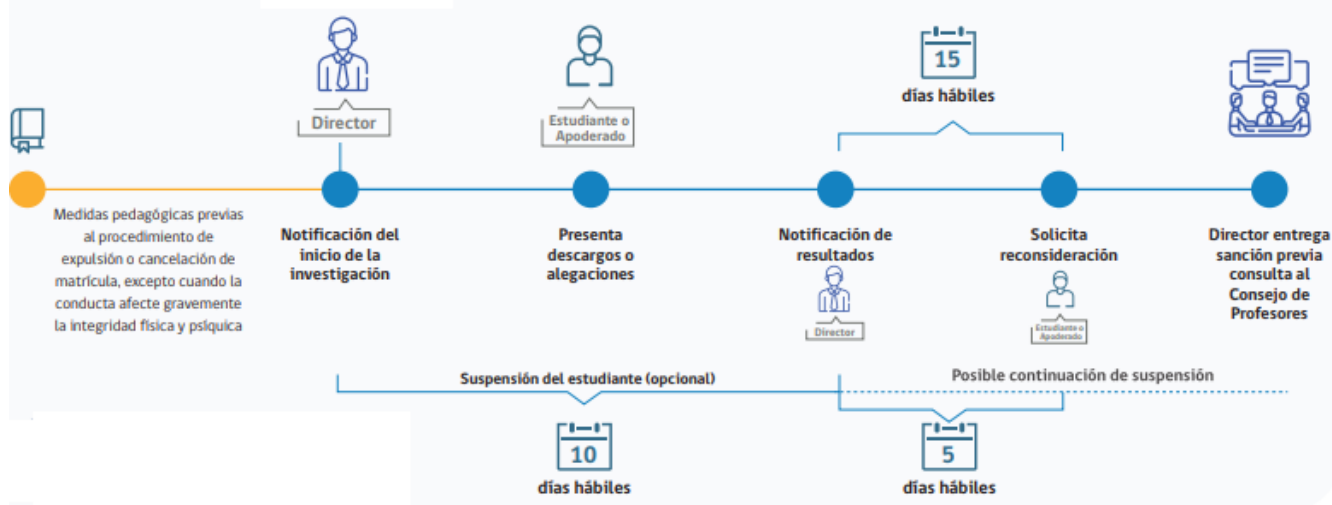 15
días hábiles
Director
Estudiante o
Apoderado
Medidas pedagógicas previas
al procedimiento de
expulsión o cancelación de
matrícula, excepto cuando la
conducta afecte gravemente
la integridad física y psíquica
Notificación del
inicio de la
investigación
Presenta
descargos o
alegaciones
Notificación de
resultados
Director
Solicita
reconsideración
Estudiante o
Apoderado
Director entrega
sanción previa
consulta al
Consejo de
Profesores
Suspensión del estudiante (opcional)
Posible continuación de suspensión
10
días hábiles
5
días hábiles